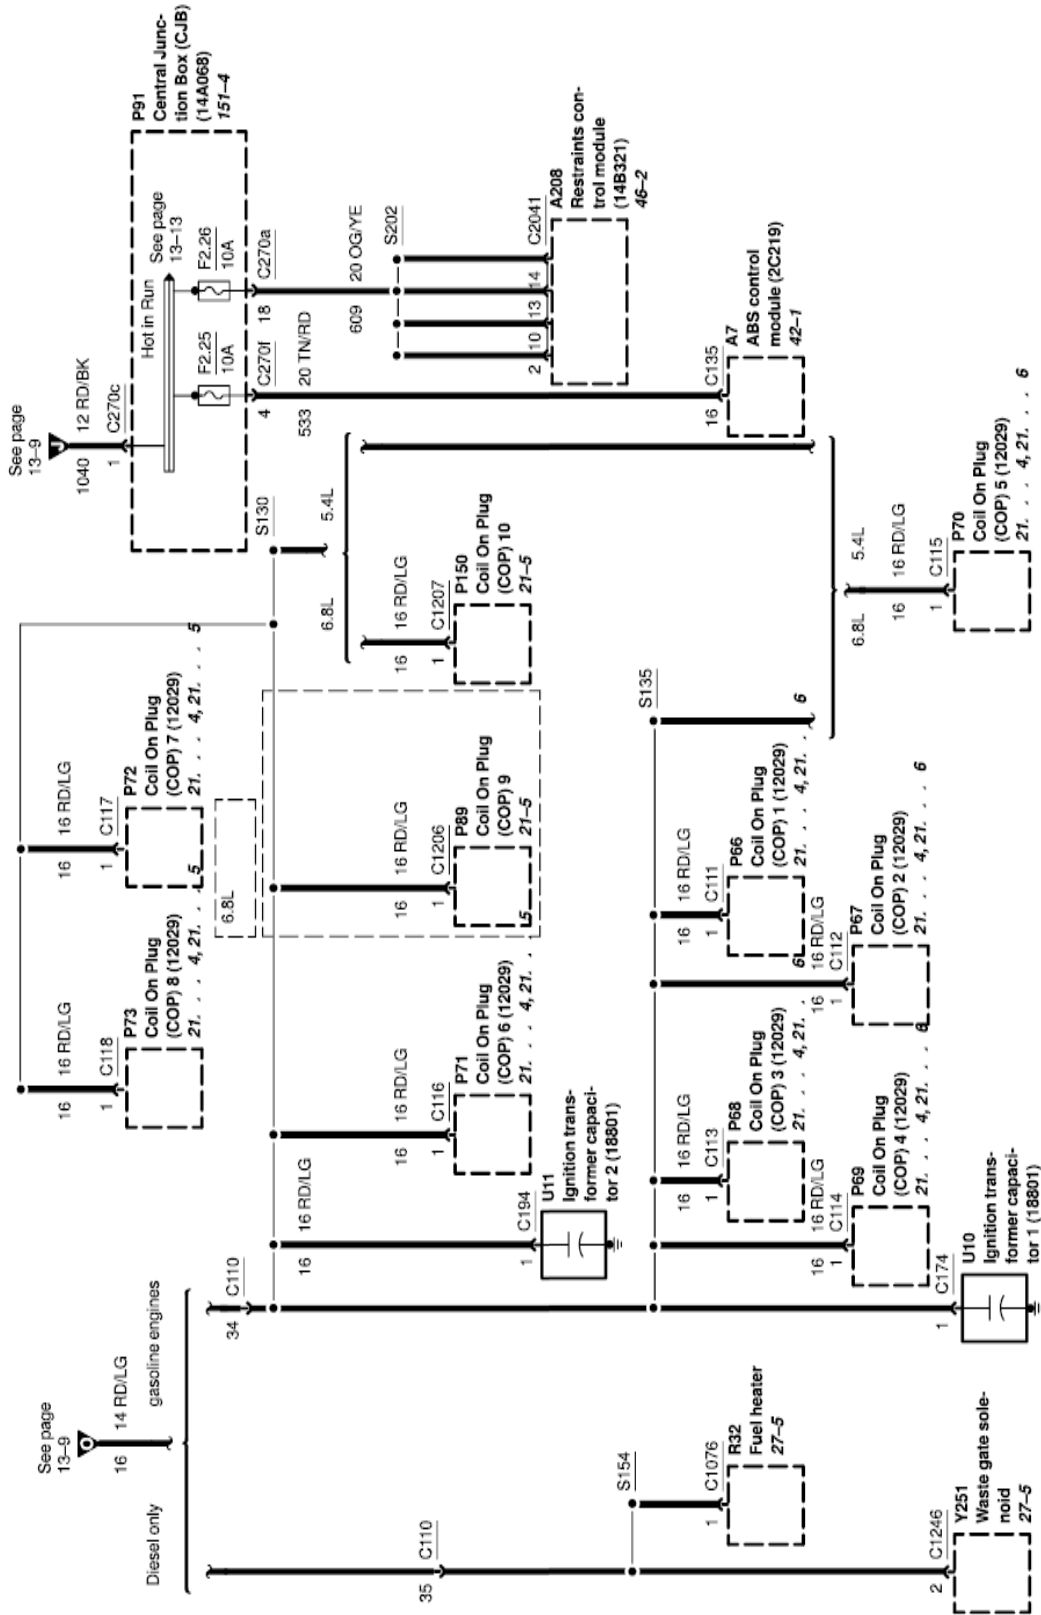 See page
13–9
16
14 RD/LG
Diesel only
gasoline engines
35
C110
S154
1
C1076
R32
Fuel heater
27–5
2
C1246
Y251
Waste gate sole-
noid
27–5
34
C110
1
C174
U10
Ignition trans-
former capaci-
tor 1 (18801)
16
16 RD/LG
1
C194
U11
Ignition trans-
former capaci-
tor 2 (18801)
16
16 RD/LG
1
C116
P71
Coil On Plug
(COP) 6 (12029)
21. . . 4, 21. . . 5
16
16 RD/LG
1
C118
P73
Coil On Plug
(COP) 8 (12029)
21. . . 4, 21. . . 5
16
16 RD/LG
1
C117
P72
Coil On Plug
(COP) 7 (12029)
21. . . 4, 21. . . 5
6.8L
16
16 RD/LG
1
C1206
P89
Coil On Plug
(COP) 9
21–5
S130
6.8L
5.4L
16
16 RD/LG
1
C1207
P150
Coil On Plug
(COP) 10
21–5
16
16 RD/LG
1
C114
P69
Coil On Plug
(COP) 4 (12029)
21. . . 4, 21. . . 6
16
16 RD/LG
1
C113
P68
Coil On Plug
(COP) 3 (12029)
21. . . 4, 21. . . 6
16
16 RD/LG
1
C112
P67
Coil On Plug
(COP) 2 (12029)
21. . . 4, 21. . . 6
16
16 RD/LG
1
C111
P66
Coil On Plug
(COP) 1 (12029)
21. . . 4, 21. . . 6
S135
6.8L
5.4L
16
16 RD/LG
1
C115
P70
Coil On Plug
(COP) 5 (12029)
21. . . 4, 21. . . 6
See page
13–9
J
1040
12 RD/BK
1
C270c
Hot in Run
See page
13–13
F2.25
10A
F2.26
10A
P91
Central Junc-
tion Box (CJB)
(14A068)
151–4
4
C270f
18
C270a
533
20 TN/RD
609
20 OG/YE
S202
2
10
13
14
C2041
A208
Restraints con-
trol module
(14B321)
46–2
16
C135
A7
ABS control
module (2C219)
42–1
O